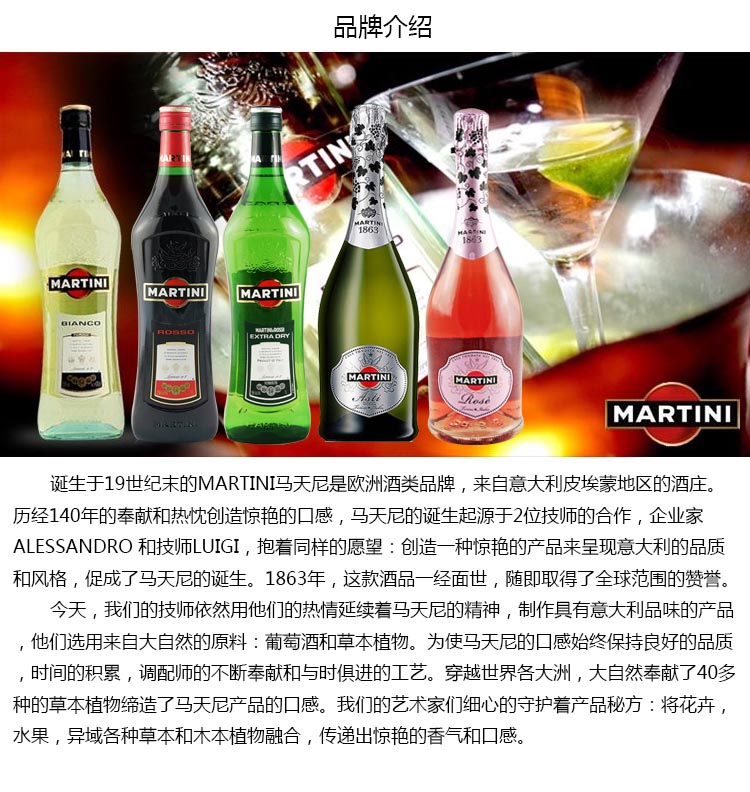 品牌介绍
MARTINI
1863
MARTINI
1863
MARTINI
BIANCO
MARTINI
ROSSO
MARTINI
MARTINI
MARTINI & ROSSI
EXTRA DRY
MARTINI
Asti
MARTINI
Rosé
MARTINI
MARTINI
诞生于19世纪末的MARTINI马天尼是欧洲酒类品牌，来自意大利皮埃蒙地区的酒庄。
历经140年的奉献和热忱创造惊艳的口感，马天尼的诞生起源于2位技师的合作，企业家
ALESSANDRO 和技师LUIGI，抱着同样的愿望：创造一种惊艳的产品来呈现意大利的品质
和风格，促成了马天尼的诞生。1863年，这款酒品一经面世，随即取得了全球范围的赞誉。
今天，我们的技师依然用他们的热情延续着马天尼的精神，制作具有意大利品味的产品
，他们选用来自大自然的原料：葡萄酒和草本植物。为使马天尼的口感始终保持良好的品质
，时间的积累，调配师的不断奉献和与时俱进的工艺。穿越世界各大洲，大自然奉献了40多
种的草本植物缔造了马天尼产品的口感。我们的艺术家们细心的守护着产品秘方：将花卉，
水果，异域各种草本和木本植物融合，传递出惊艳的香气和口感。